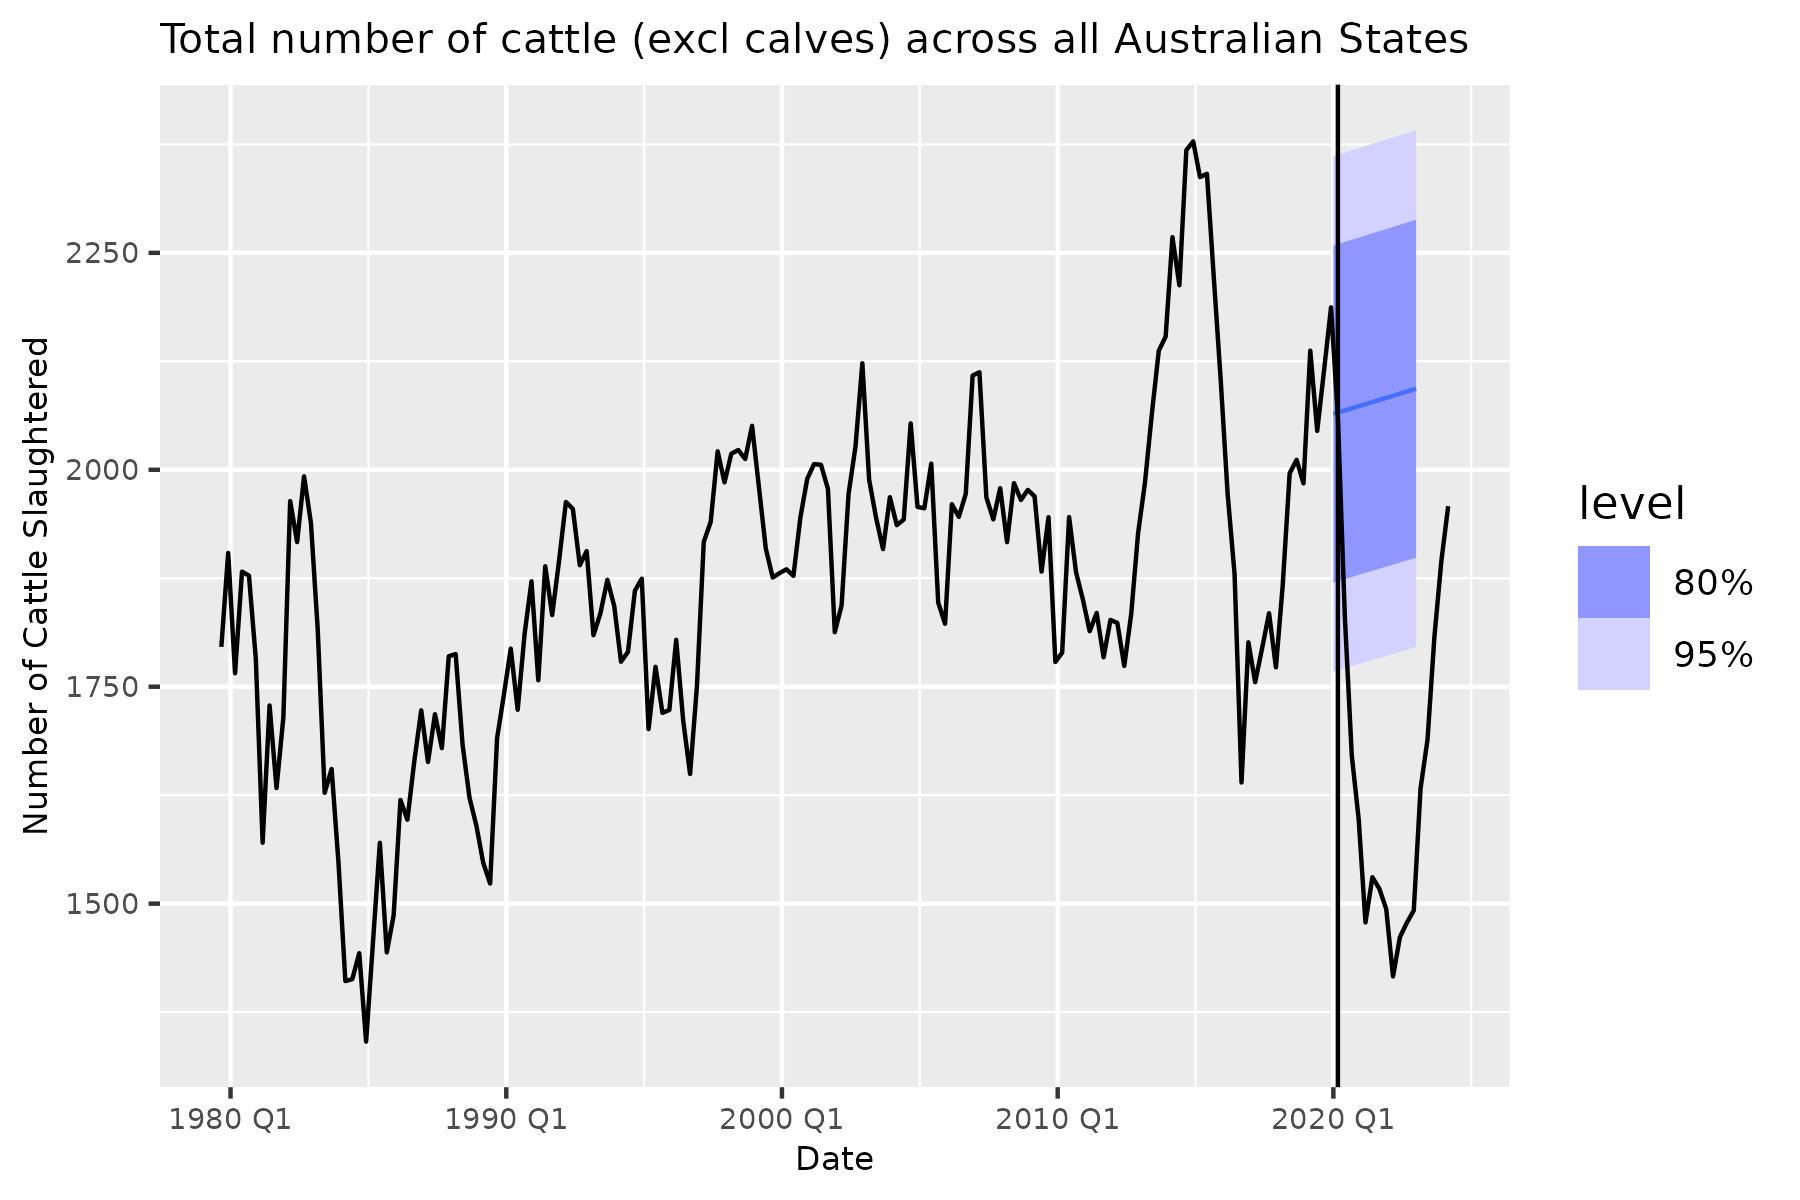 Total number of cattle (excl calves) across all Australian States
Number of Cattle Slaughtered
2250
2000
1750
1500
1980 Q1
1990 Q1
2000 Q1
2010 Q1
2020 Q1
Date
level
80%
95%